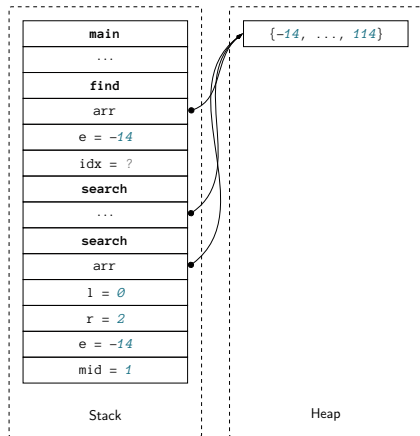 main
...
find
arr
e = -14
idx = ?
search
...
search
arr
l = 0
r = 2
e = -14
mid = 1
Stack
{-14, ..., 114}
Heap